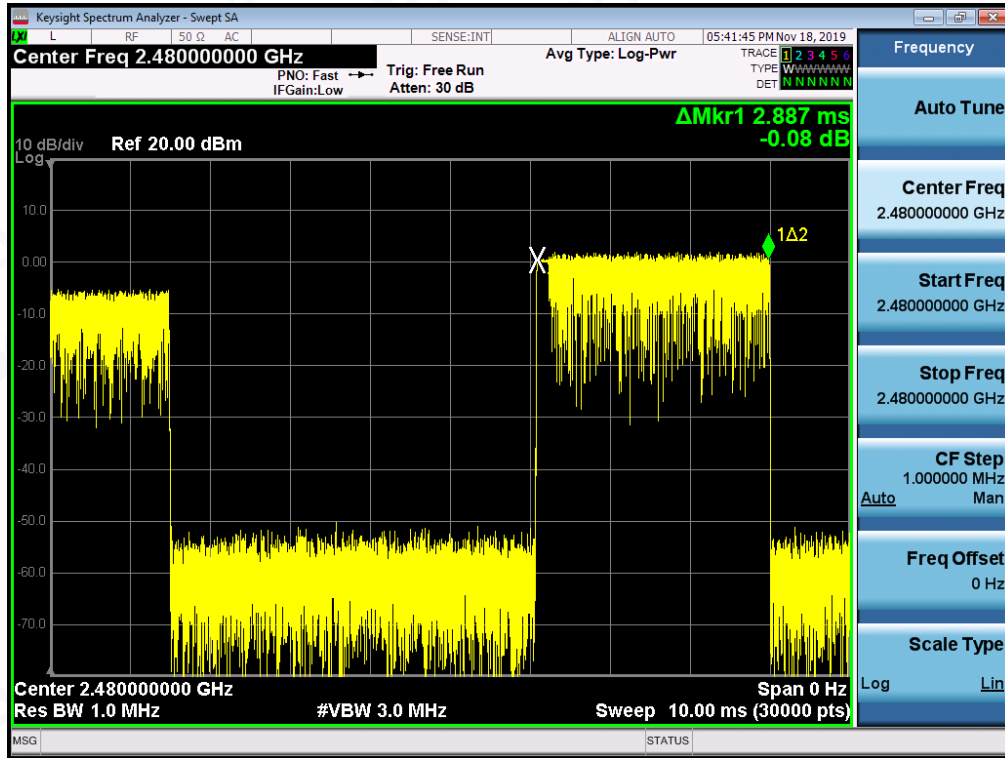 Keysight Spectrum Analyzer - Swept SA
LXI L RF 50 Ω AC SENSE:INT ALIGN AUTO 05:41:45 PM Nov 18, 2019
Center Freq 2.480000000 GHz
PNO: Fast
IFGain:Low
Trig: Free Run
Atten: 30 dB
Avg Type: Log-Pwr
TRACE 1 2 3 4 5 6
TYPE WWWWWW
DET N N N N N N
ΔMkr1 2.887 ms
-0.08 dB
10 dB/div Ref 20.00 dBm
Log
10.0
0.00
-10.0
-20.0
-30.0
-40.0
-50.0
-60.0
-70.0
1Δ2
Center 2.480000000 GHz Span 0 Hz
Res BW 1.0 MHz #VBW 3.0 MHz Sweep 10.00 ms (30000 pts)
MSG STATUS
Frequency
Auto Tune
Center Freq
2.480000000 GHz
Start Freq
2.480000000 GHz
Stop Freq
2.480000000 GHz
CF Step
1.000000 MHz
Auto Man
Freq Offset
0 Hz
Scale Type
Log Lin